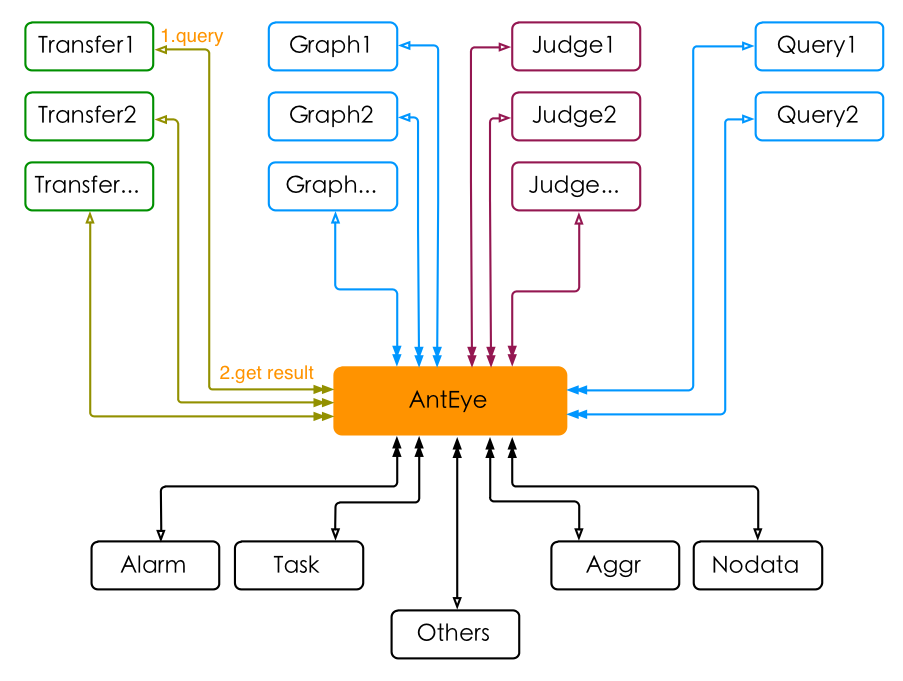 Transfer1
1.query
Graph1
Judge1
Query1
Transfer2
Graph2
Judge2
Query2
Transfer...
Graph...
Judge...
2.get result
AntEye
Alarm
Task
Aggr
Nodata
Others